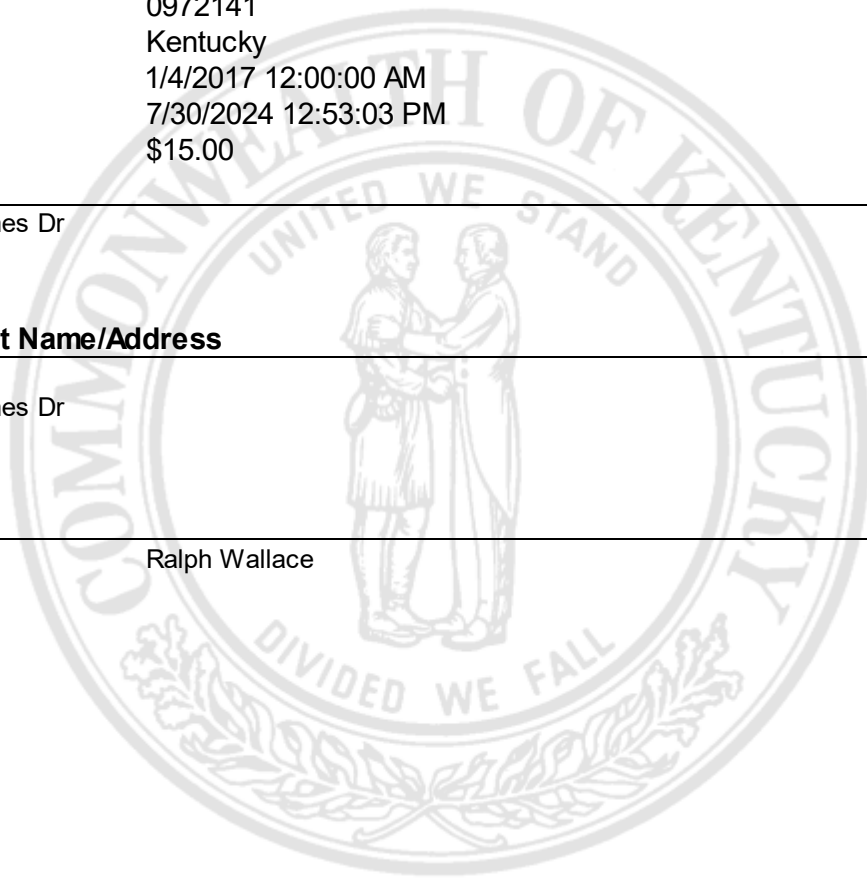 0972141
Kentucky
1/4/2017 12:00:00 AM
7/30/2024 12:53:03 PM
$15.00
es Dr
t Name/Address
es Dr
Ralph Wallace
COMMONWEALTH OF KENTUCKY
UNITED WE STAND
DIVIDED WE FALL